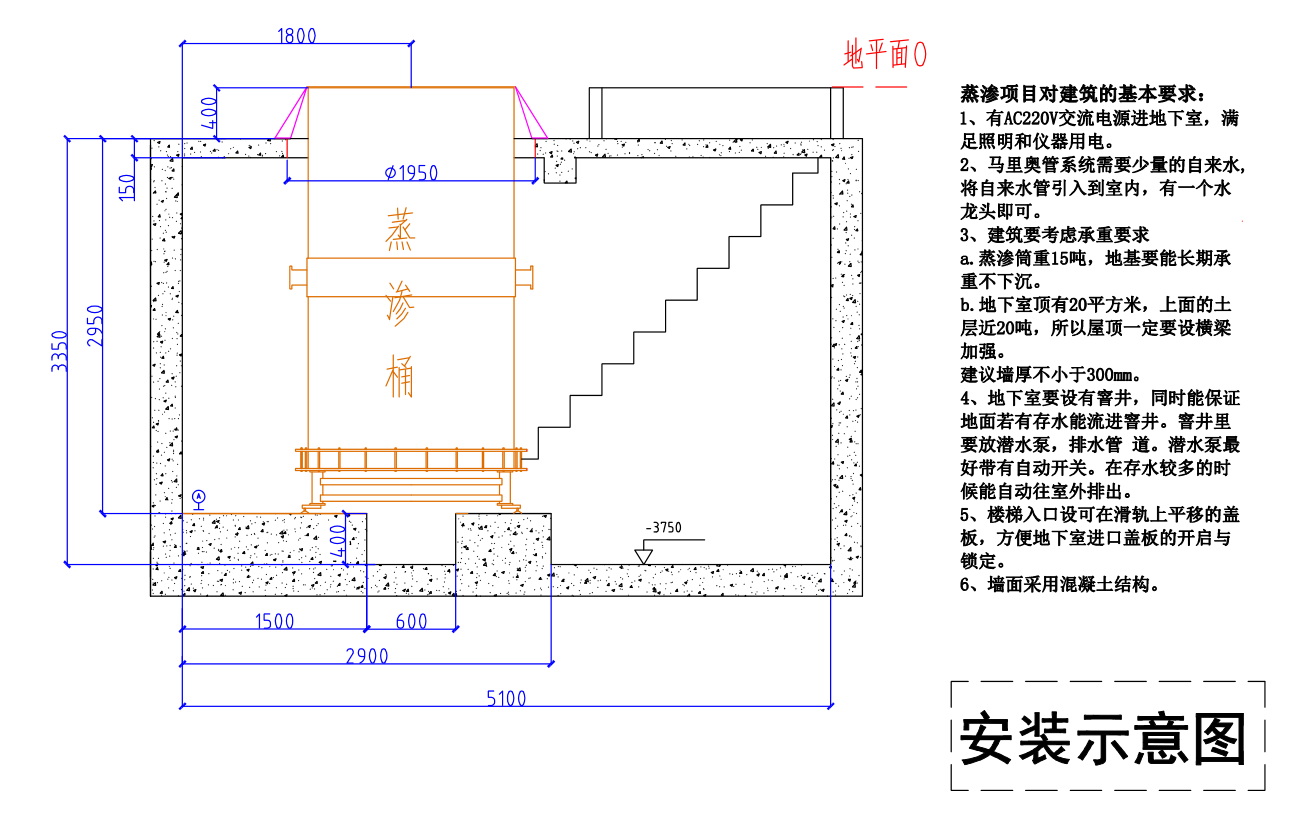 1800
地平面0
400
150
ϕ1950
蒸
渗
桶
2950
3350
A
400
-3750
1500
600
2900
5100
蒸渗项目对建筑的基本要求：
1、有AC220V交流电源进地下室，满
足照明和仪器用电。
2、马里奥管系统需要少量的自来水,
将自来水管引入到室内，有一个水
龙头即可。
3、建筑要考虑承重要求
a.蒸渗筒重15吨，地基要能长期承
重不下沉。
b.地下室顶有20平方米，上面的土
层近20吨，所以屋顶一定要设横梁
加强。
建议墙厚不小于300mm。
4、地下室要设有窨井，同时能保证
地面若有存水能流进窨井。窨井里
要放潜水泵，排水管 道。潜水泵最
好带有自动开关。在存水较多的时
候能自动往室外排出。
5、楼梯入口设可在滑轨上平移的盖
板，方便地下室进口盖板的开启与
锁定。
6、墙面采用混凝土结构。
安装示意图